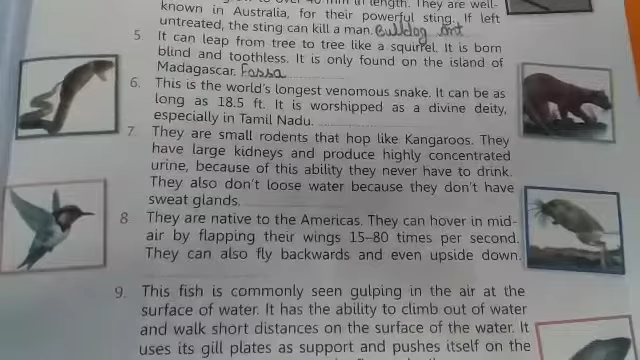 to over 40 mm in length. They are well-
known in Australia, for their powerful sting. If left
untreated, the sting can kill a man. Bulldog ant
5. It can leap from tree to tree like a squirrel. It is born
blind and toothless. It is only found on the island of
Madagascar. Fossa
6. This is the world's longest venomous snake. It can be as
long as 18.5 ft. It is worshipped as a divine deity,
especially in Tamil Nadu.
7. They are small rodents that hop like Kangaroos. They
have large kidneys and produce highly concentrated
urine, because of this ability they never have to drink.
They also don't loose water because they don't have
sweat glands.
8 They are native to the Americas. They can hover in mid-
air by flapping their wings 15–80 times per second.
They can also fly backwards and even upside down.
9. This fish is commonly seen gulping in the air at the
surface of water. It has the ability to climb out of water
and walk short distances on the surface of the water. It
uses its gill plates as support and pushes itself on the